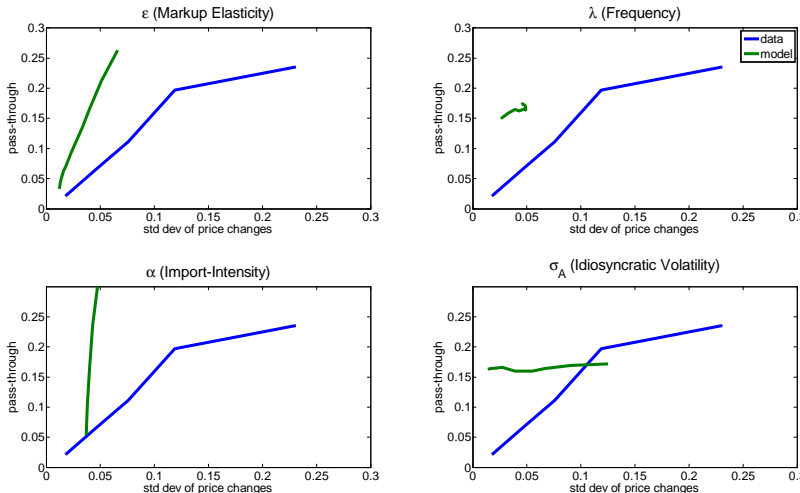 ε (Markup Elasticity)
0.3
0.25
0.2
0.15
0.1
0.05
0
pass-through
0 0.05 0.1 0.15 0.2 0.25 0.3
std dev of price changes
λ (Frequency)
data
model
0.3
0.25
0.2
0.15
0.1
0.05
0
pass-through
0 0.05 0.1 0.15 0.2 0.25 0.3
std dev of price changes
α (Import-Intensity)
0.25
0.2
0.15
0.1
0.05
0
pass-through
0 0.05 0.1 0.15 0.2 0.25 0.3
std dev of price changes
σA (Idiosyncratic Volatility)
0.25
0.2
0.15
0.1
0.05
0
pass-through
0 0.05 0.1 0.15 0.2 0.25 0.3
std dev of price changes